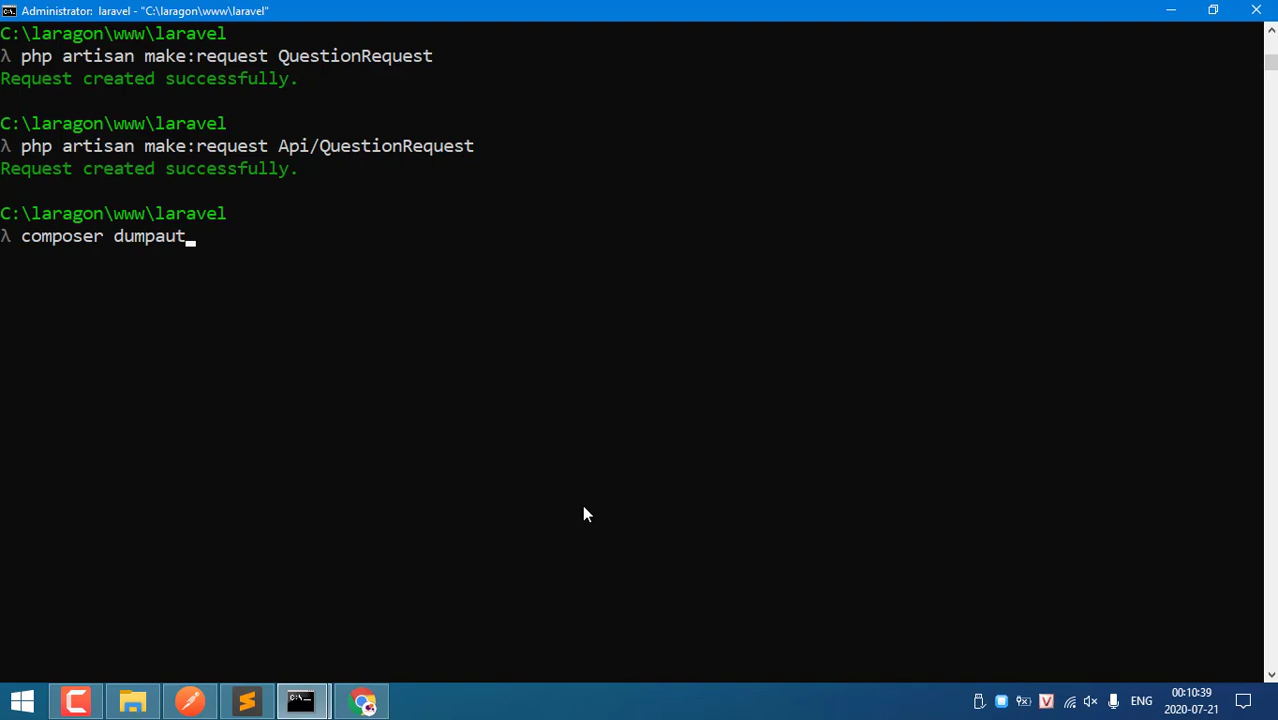 Administrator: laravel - "C:\laragon\www\laravel"
C:\laragon\www\laravel
λ php artisan make:request QuestionRequest
Request created successfully.
C:\laragon\www\laravel
λ php artisan make:request Api/QuestionRequest
Request created successfully.
C:\laragon\www\laravel
λ composer dumpaut_
ENG
00:10:39
2020-07-21